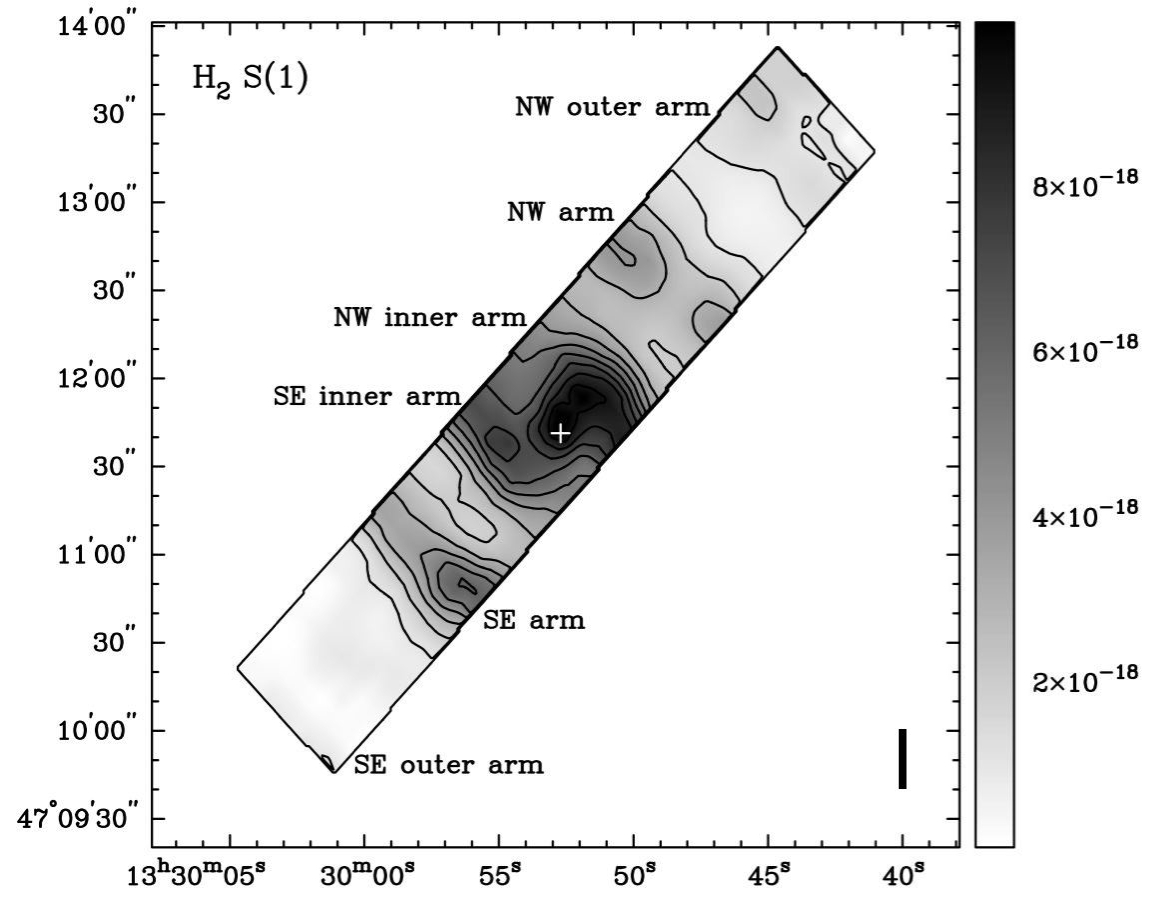 14′00″
H₂ S(1)
30″
NW outer arm
8×10⁻¹⁸
13′00″
NW arm
30″
NW inner arm
6×10⁻¹⁸
12′00″
SE inner arm
30″
4×10⁻¹⁸
11′00″
SE arm
30″
2×10⁻¹⁸
10′00″
SE outer arm
47°09′30″
13ʰ30ᵐ05ˢ 30ᵐ00ˢ 55ˢ 50ˢ 45ˢ 40ˢ